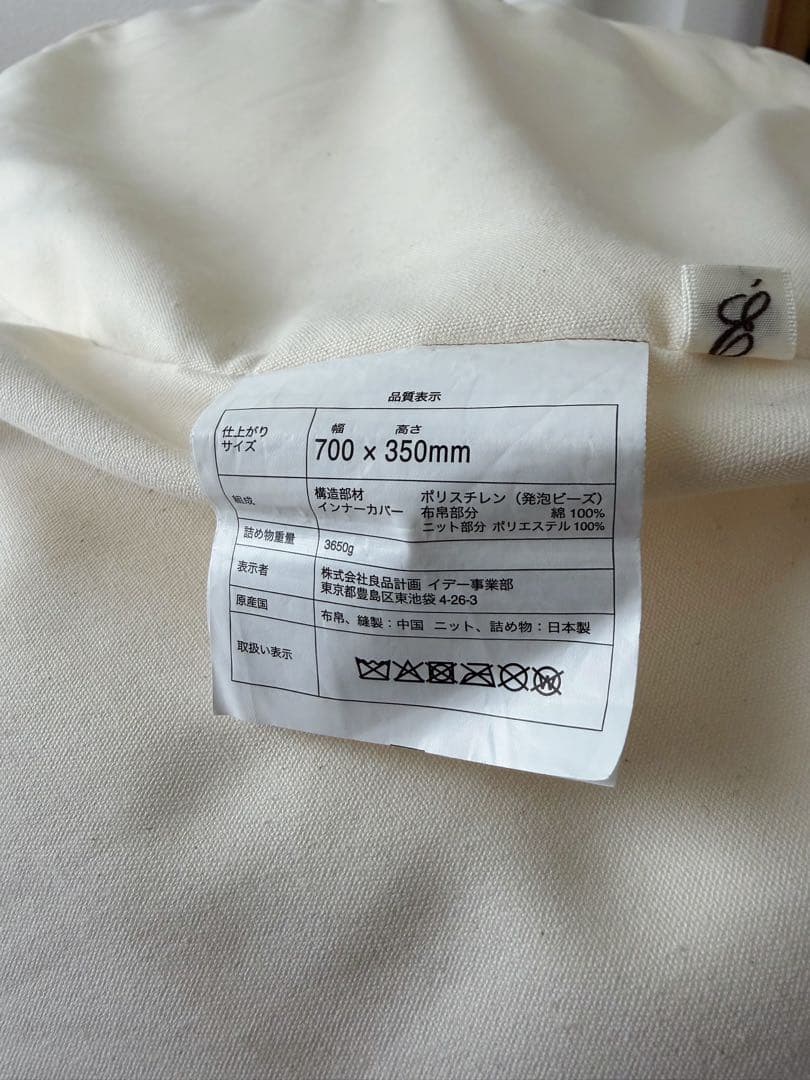 品質表示
仕上がり
サイズ
幅 高さ
700 × 350mm
組成
構造部材 ポリスチレン（発泡ビーズ）
インナーカバー 布帛部分 綿 100%
ニット部分 ポリエステル 100%
詰め物重量 3650g
表示者 株式会社良品計画 イデー事業部
東京都豊島区東池袋 4-26-3
原産国 布帛、縫製：中国 ニット、詰め物：日本製
取扱い表示
W